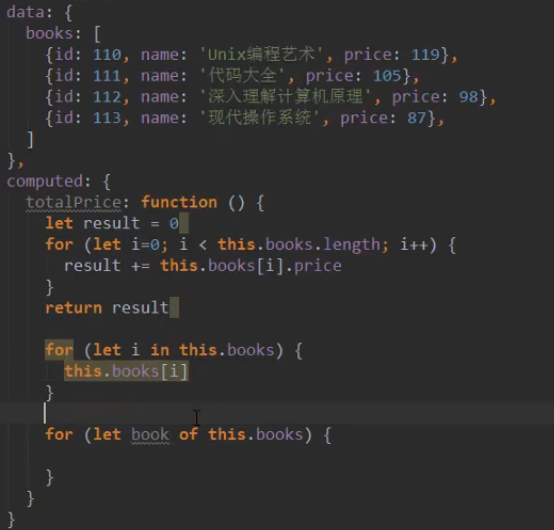 data: {
  books: [
    {id: 110, name: 'Unix编程艺术', price: 119},
    {id: 111, name: '代码大全', price: 105},
    {id: 112, name: '深入理解计算机原理', price: 98},
    {id: 113, name: '现代操作系统', price: 87},
  ]
},
computed: {
  totalPrice: function () {
    let result = 0
    for (let i=0; i < this.books.length; i++) {
      result += this.books[i].price
    }
    return result

    for (let i in this.books) {
      this.books[i]
    }

    for (let book of this.books) {

    }
  }
}